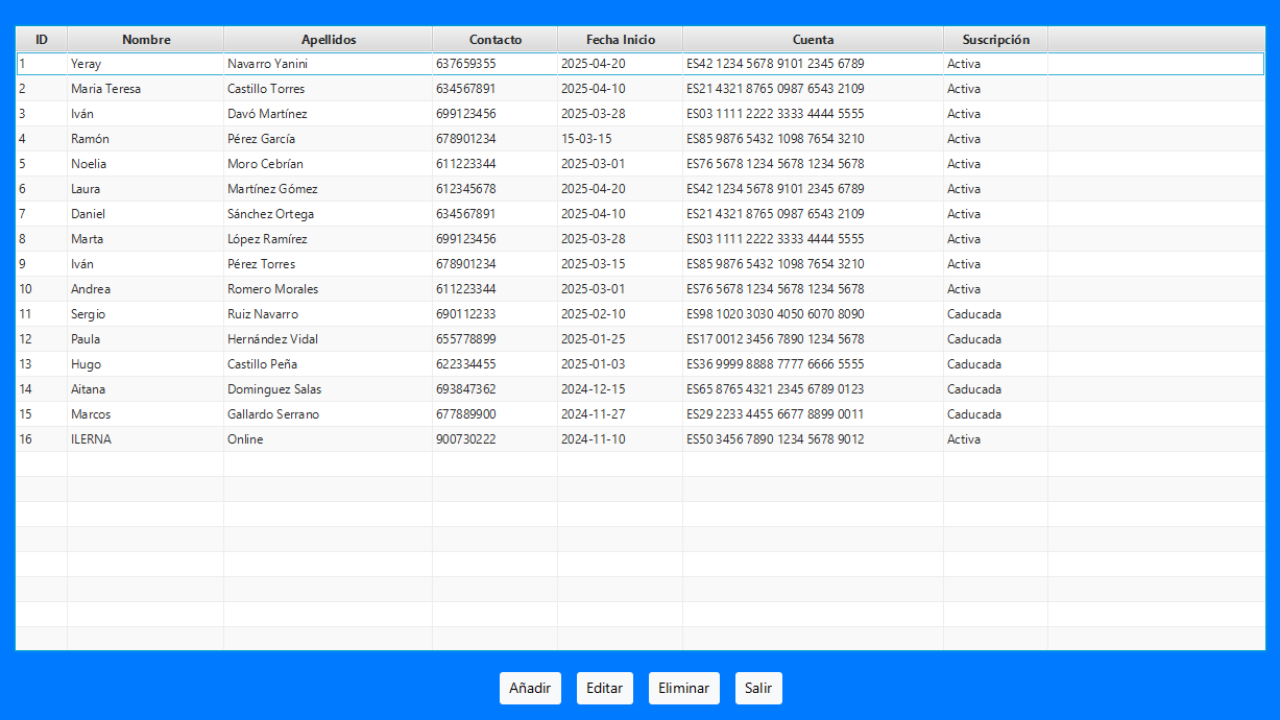 ID Nombre Apellidos Contacto Fecha Inicio Cuenta Suscripción
1 Yeray Navarro Yanini 637659355 2025-04-20 ES42 1234 5678 9101 2345 6789 Activa
2 Maria Teresa Castillo Torres 634567891 2025-04-10 ES21 4321 8765 0987 6543 2109 Activa
3 Iván Davó Martínez 699123456 2025-03-28 ES03 1111 2222 3333 4444 5555 Activa
4 Ramón Pérez García 678901234 15-03-15 ES85 9876 5432 1098 7654 3210 Activa
5 Noelia Moro Cebrían 611223344 2025-03-01 ES76 5678 1234 5678 1234 5678 Activa
6 Laura Martínez Gómez 612345678 2025-04-20 ES42 1234 5678 9101 2345 6789 Activa
7 Daniel Sánchez Ortega 634567891 2025-04-10 ES21 4321 8765 0987 6543 2109 Activa
8 Marta López Ramírez 699123456 2025-03-28 ES03 1111 2222 3333 4444 5555 Activa
9 Iván Pérez Torres 678901234 2025-03-15 ES85 9876 5432 1098 7654 3210 Activa
10 Andrea Romero Morales 611223344 2025-03-01 ES76 5678 1234 5678 1234 5678 Activa
11 Sergio Ruiz Navarro 690112233 2025-02-10 ES98 1020 3030 4050 6070 8090 Caducada
12 Paula Hernández Vidal 655778899 2025-01-25 ES17 0012 3456 7890 1234 5678 Caducada
13 Hugo Castillo Peña 622334455 2025-01-03 ES36 9999 8888 7777 6666 5555 Caducada
14 Aitana Dominguez Salas 693847362 2024-12-15 ES65 8765 4321 2345 6789 0123 Caducada
15 Marcos Gallardo Serrano 677889900 2024-11-27 ES29 2233 4455 6677 8899 0011 Caducada
16 ILERNA Online 900730222 2024-11-10 ES50 3456 7890 1234 5678 9012 Activa
Añadir Editar Eliminar Salir